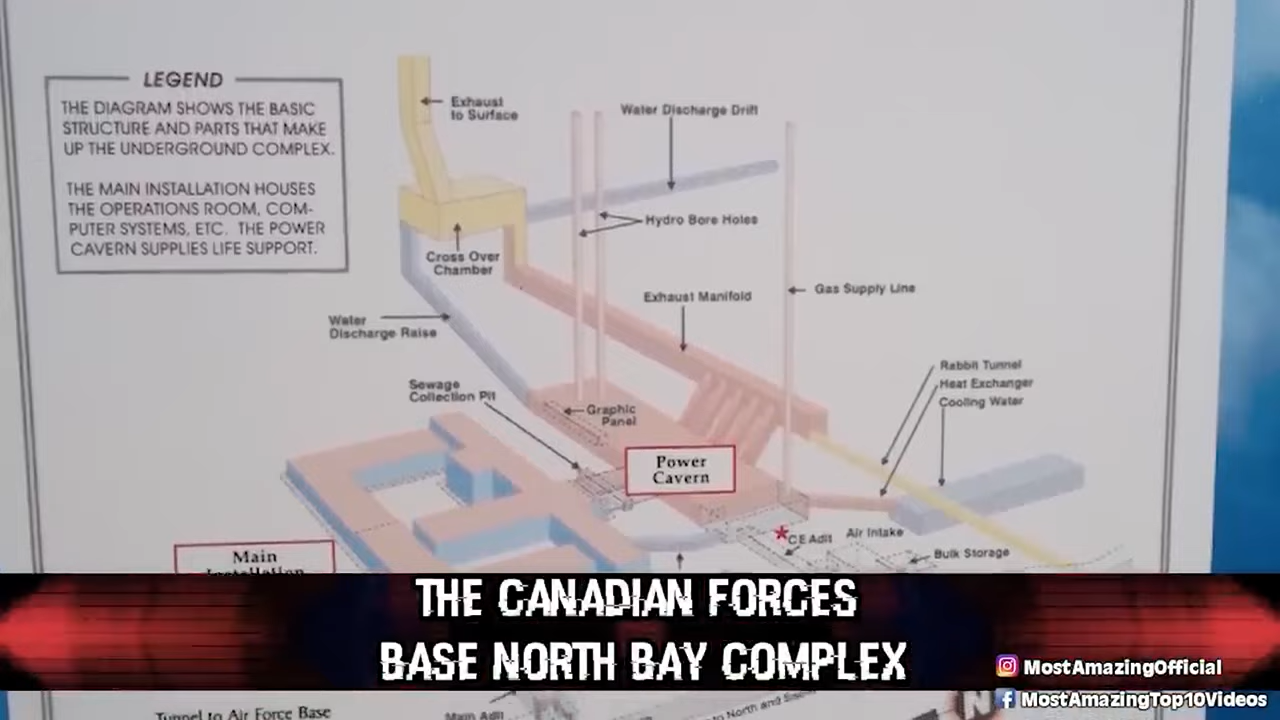 LEGEND
THE DIAGRAM SHOWS THE BASIC
STRUCTURE AND PARTS THAT MAKE
UP THE UNDERGROUND COMPLEX.
THE MAIN INSTALLATION HOUSES
THE OPERATIONS ROOM, COM-
PUTER SYSTEMS, ETC. THE POWER
CAVERN SUPPLIES LIFE SUPPORT.
Exhaust
to Surface
Water Discharge Drift
Hydro Bore Holes
Cross Over
Chamber
Gas Supply Line
Exhaust Manifold
Water
Discharge Raise
Rabbit Tunnel
Heat Exchanger
Cooling Water
Sewage
Collection Pit
Graphic
Panel
Power
Cavern
*CE Adit
Air Intake
Bulk Storage
Main
Installation
THE CANADIAN FORCES
BASE NORTH BAY COMPLEX
MostAmazingOfficial
MostAmazingTop10Videos
Tunnel to Air Force Base
Main Adit
to North and